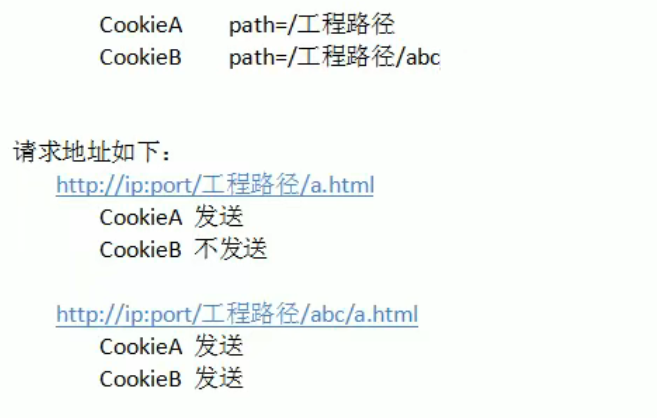 CookieA path=/工程路径
CookieB path=/工程路径/abc
请求地址如下：
http://ip:port/工程路径/a.html
CookieA 发送
CookieB 不发送
http://ip:port/工程路径/abc/a.html
CookieA 发送
CookieB 发送